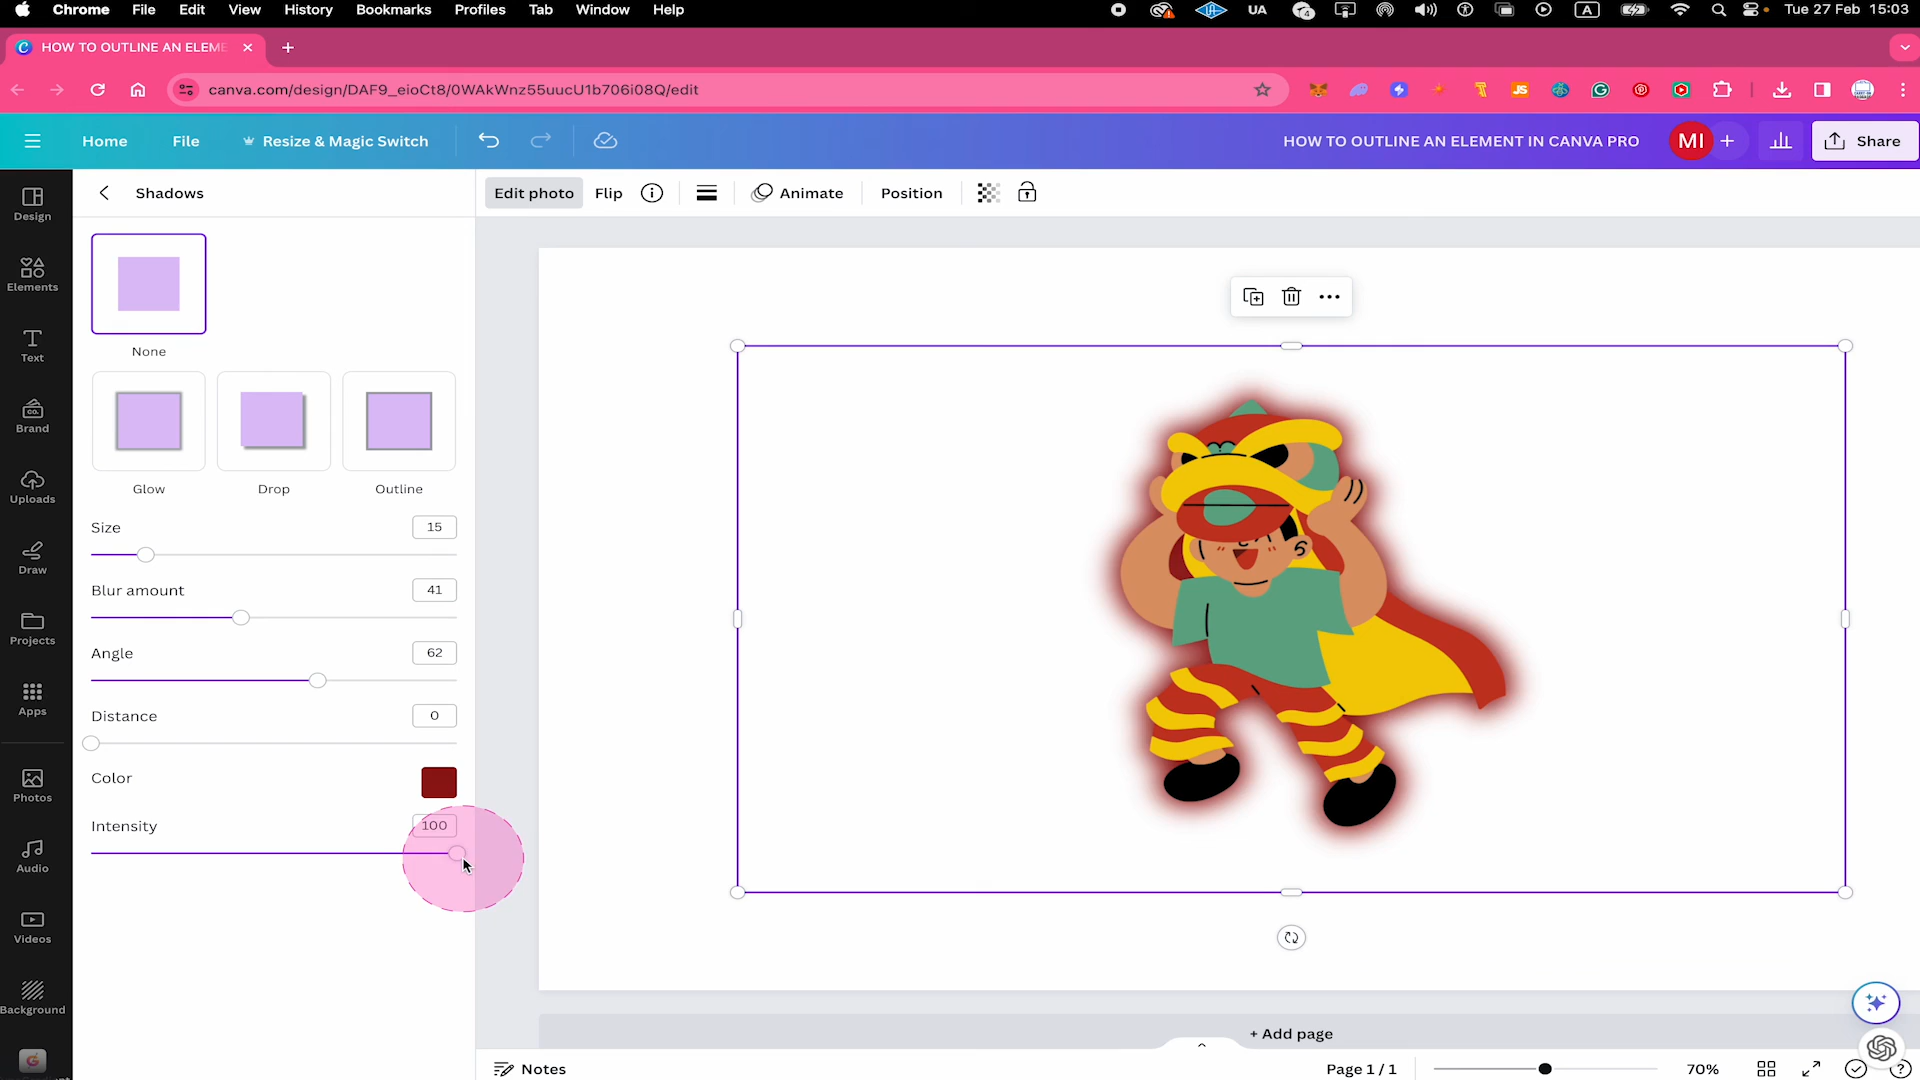 Chrome File Edit View History Bookmarks Profiles Tab Window Help UA 4 A Tue 27 Feb 15:03
HOW TO OUTLINE AN ELEME
canva.com/design/DAF9_eioCt8/0WAkWnz55uucU1b706i08Q/edit
JS
Home File Resize & Magic Switch HOW TO OUTLINE AN ELEMENT IN CANVA PRO MI + Share
Shadows
Edit photo Flip Animate Position
Design
Elements
Text
Brand
Uploads
Draw
Projects
Apps
Photos
Audio
Videos
Background
None
Glow Drop Outline
Size 15
Blur amount 41
Angle 62
Distance 0
Color
Intensity 100
+ Add page
Notes Page 1 / 1 70%